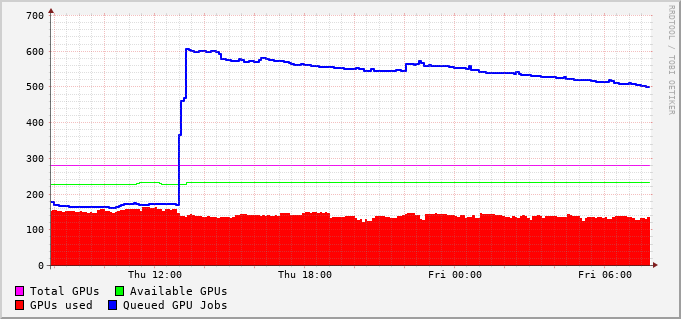 700
600
500
400
300
200
100
0
Thu 12:00 Thu 18:00 Fri 00:00 Fri 06:00
Total GPUs Available GPUs
GPUs used Queued GPU Jobs
RRDTOOL / TOBI OETIKER